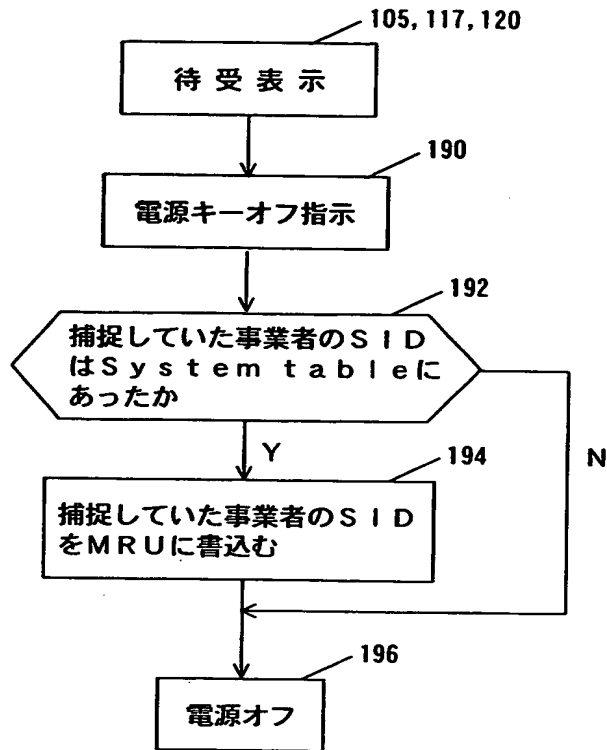 105, 117, 120
待受表示
190
電源キーオフ指示
192
捕捉していた事業者のSID
はSystem tableに
あったか
Y
N
194
捕捉していた事業者のSID
をMRUに書込む
196
電源オフ